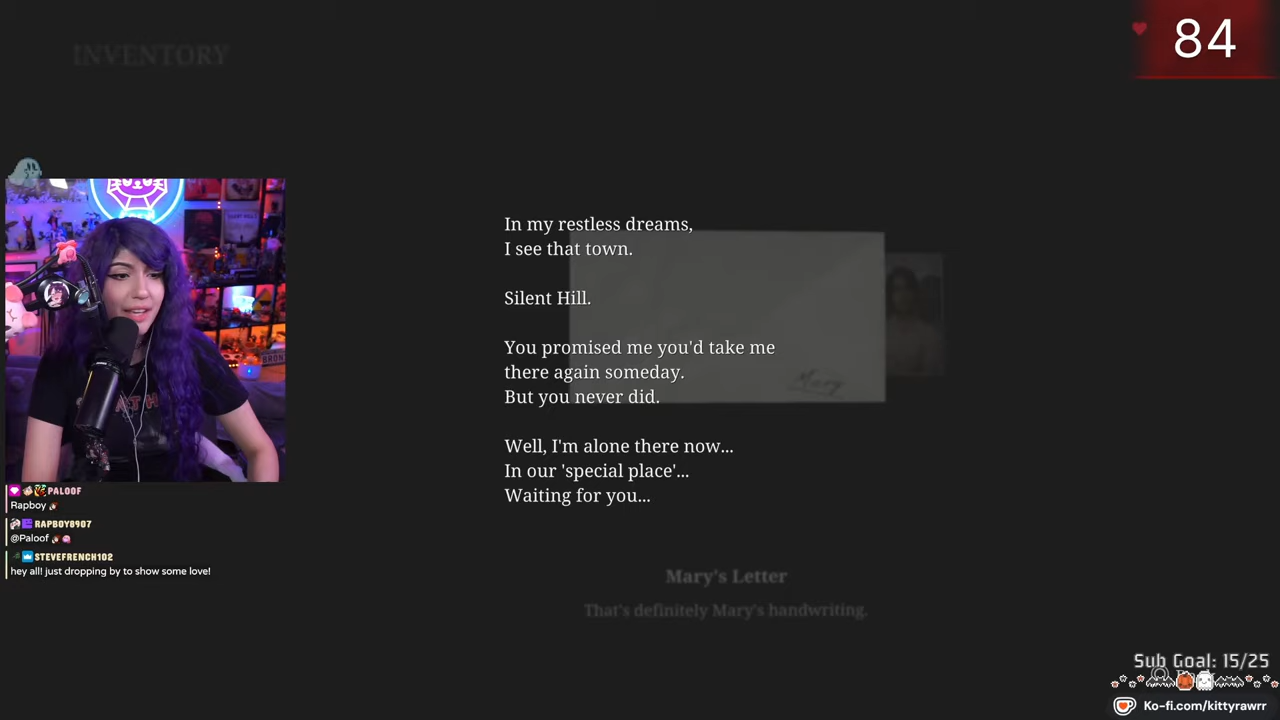 INVENTORY
84
In my restless dreams,
I see that town.
Silent Hill.
You promised me you'd take me
there again someday.
But you never did.
Well, I'm alone there now...
In our 'special place'...
Waiting for you...
Mary
Mary's Letter
That's definitely Mary's handwriting.
PALOOF
Rapboy
RAPBOY8907
@Paloof
STEVEFRENCH102
hey all! just dropping by to show some love!
Sub Goal: 15/25
Ko-fi.com/kittyrawrr